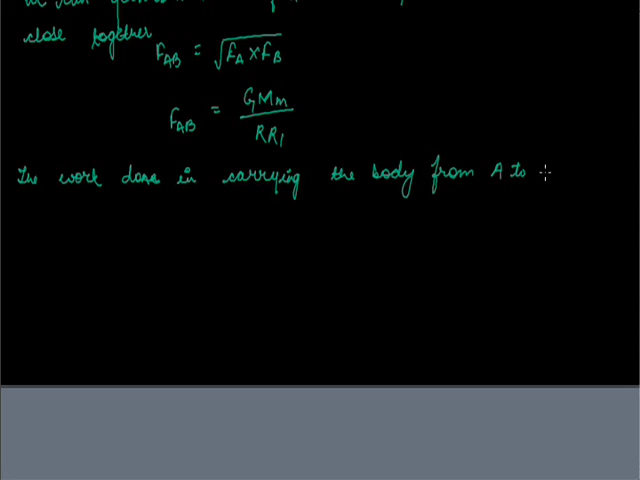 close together
F_AB = √F_A × F_B
F_AB = GMm / RR₁
The work done in carrying the body from A to